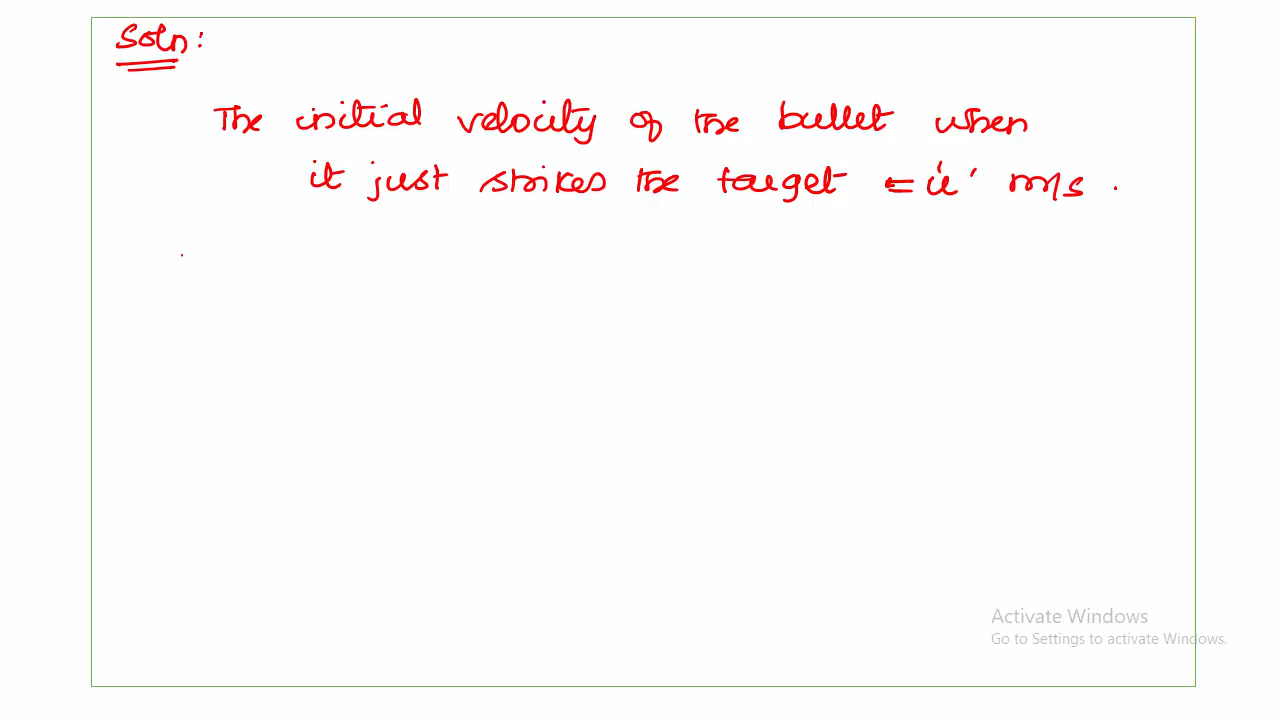 Soln:
The initial velocity of the bullet when
it just strikes the target = 'u' m/s.
Activate Windows
Go to Settings to activate Windows.